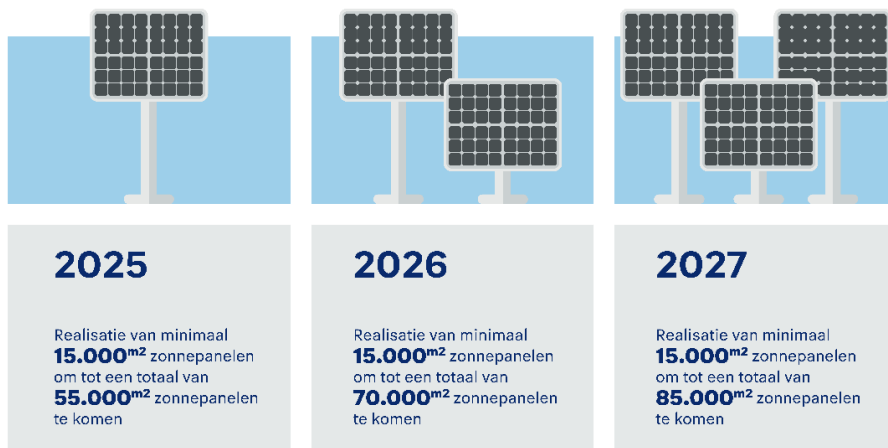 2025
Realisatie van minimaal
15.000m2 zonnepanelen
om tot een totaal van
55.000m2 zonnepanelen
te komen
2026
Realisatie van minimaal
15.000m2 zonnepanelen
om tot een totaal van
70.000m2 zonnepanelen
te komen
2027
Realisatie van minimaal
15.000m2 zonnepanelen
om tot een totaal van
85.000m2 zonnepanelen
te komen